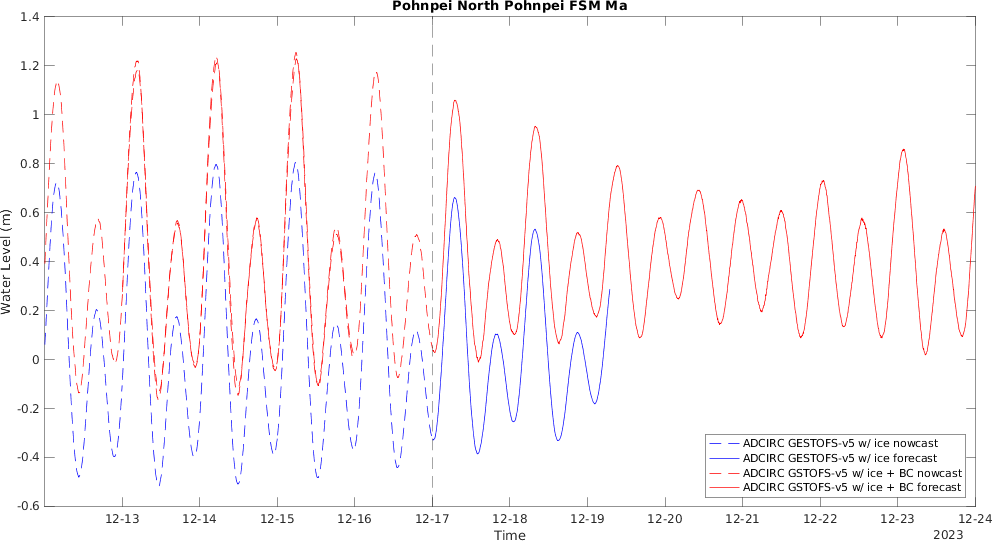 Pohnpei North Pohnpei FSM Ma
Water Level (m)
1.4
1.2
1
0.8
0.6
0.4
0.2
0
-0.2
-0.4
-0.6
ADCIRC GESTOFS-v5 w/ ice nowcast
ADCIRC GESTOFS-v5 w/ ice forecast
ADCIRC GSTOFS-v5 w/ ice + BC nowcast
ADCIRC GSTOFS-v5 w/ ice + BC forecast
12-13 12-14 12-15 12-16 12-17 12-18 12-19 12-20 12-21 12-22 12-23 12-24
Time
2023